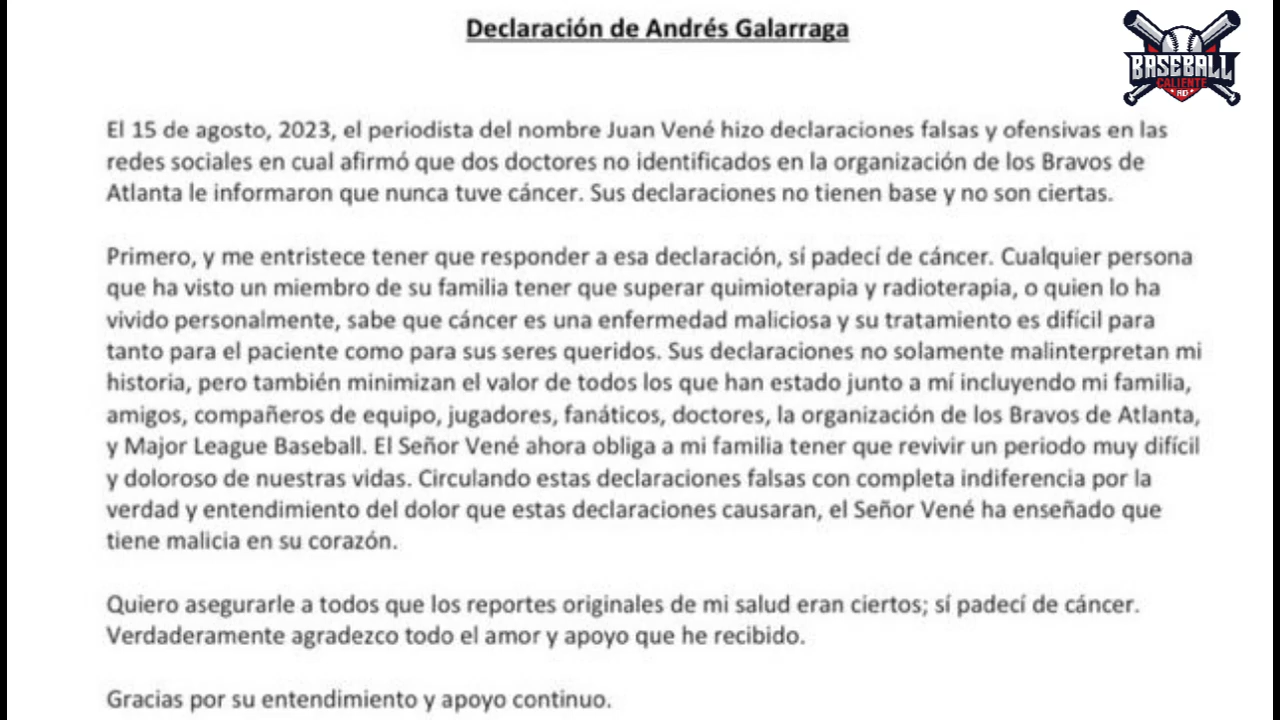 Declaración de Andrés Galarraga
BASEBALL
CALIENTE
RD
El 15 de agosto, 2023, el periodista del nombre Juan Vené hizo declaraciones falsas y ofensivas en las
redes sociales en cual afirmó que dos doctores no identificados en la organización de los Bravos de
Atlanta le informaron que nunca tuve cáncer. Sus declaraciones no tienen base y no son ciertas.
Primero, y me entristece tener que responder a esa declaración, sí padecí de cáncer. Cualquier persona
que ha visto un miembro de su familia tener que superar quimioterapia y radioterapia, o quien lo ha
vivido personalmente, sabe que cáncer es una enfermedad maliciosa y su tratamiento es difícil para
tanto para el paciente como para sus seres queridos. Sus declaraciones no solamente malinterpretan mi
historia, pero también minimizan el valor de todos los que han estado junto a mí incluyendo mi familia,
amigos, compañeros de equipo, jugadores, fanáticos, doctores, la organización de los Bravos de Atlanta,
y Major League Baseball. El Señor Vené ahora obliga a mi familia tener que revivir un periodo muy difícil
y doloroso de nuestras vidas. Circulando estas declaraciones falsas con completa indiferencia por la
verdad y entendimiento del dolor que estas declaraciones causaran, el Señor Vené ha enseñado que
tiene malicia en su corazón.
Quiero asegurarle a todos que los reportes originales de mi salud eran ciertos; sí padecí de cáncer.
Verdaderamente agradezco todo el amor y apoyo que he recibido.
Gracias por su entendimiento y apoyo continuo.